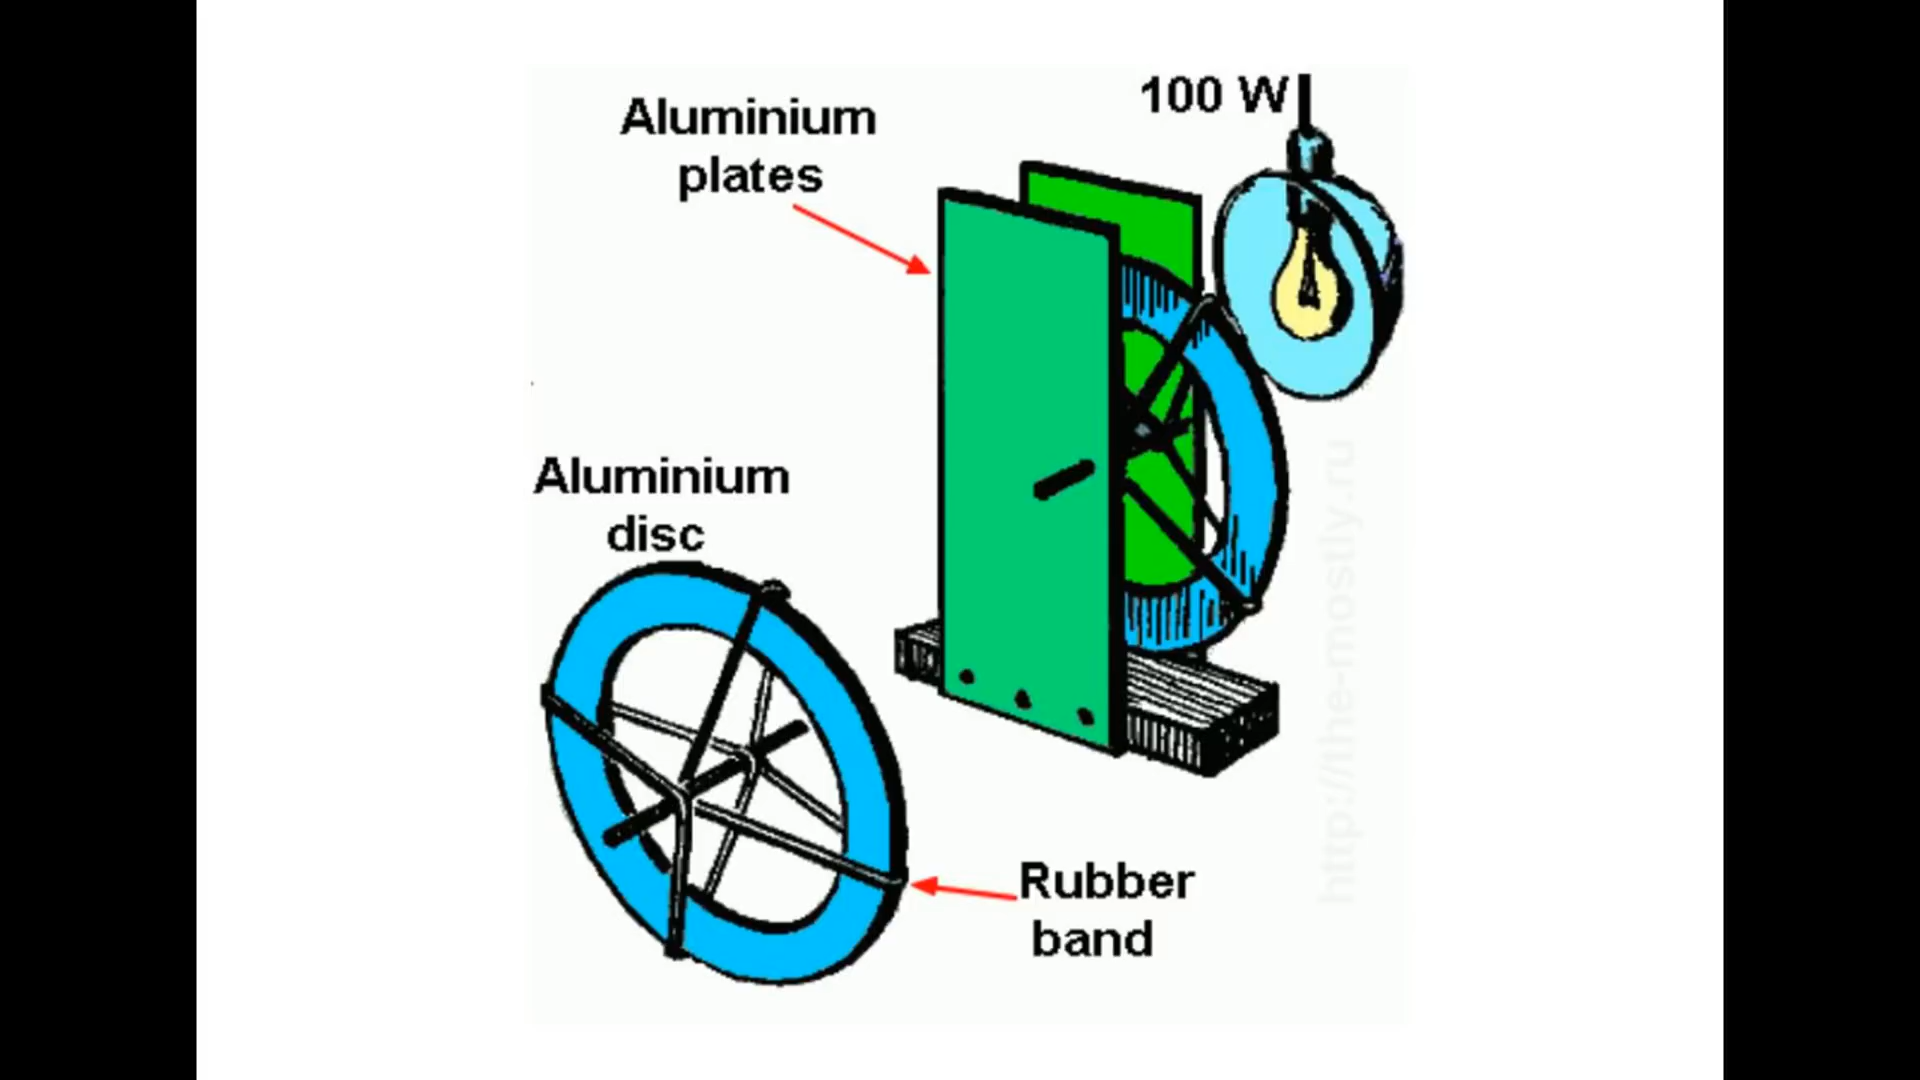 100 W
Aluminium
plates
Aluminium
disc
Rubber
band
http://the-mostly.ru